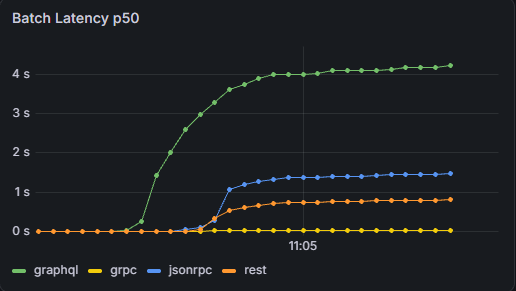 Batch Latency p50
4 s
3 s
2 s
1 s
0 s
11:05
graphql grpc jsonrpc rest